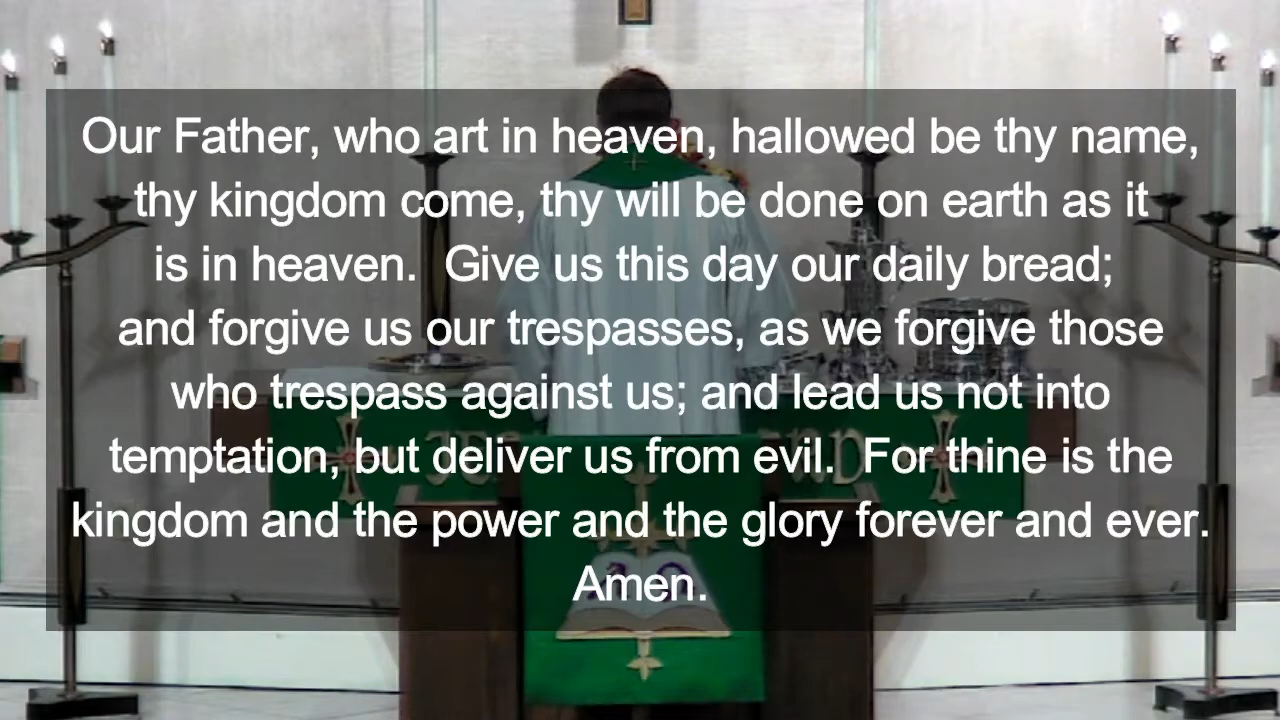 Our Father, who art in heaven, hallowed be thy name,
thy kingdom come, thy will be done on earth as it
is in heaven.  Give us this day our daily bread;
and forgive us our trespasses, as we forgive those
who trespass against us; and lead us not into
temptation, but deliver us from evil.  For thine is the
kingdom and the power and the glory forever and ever.
Amen.